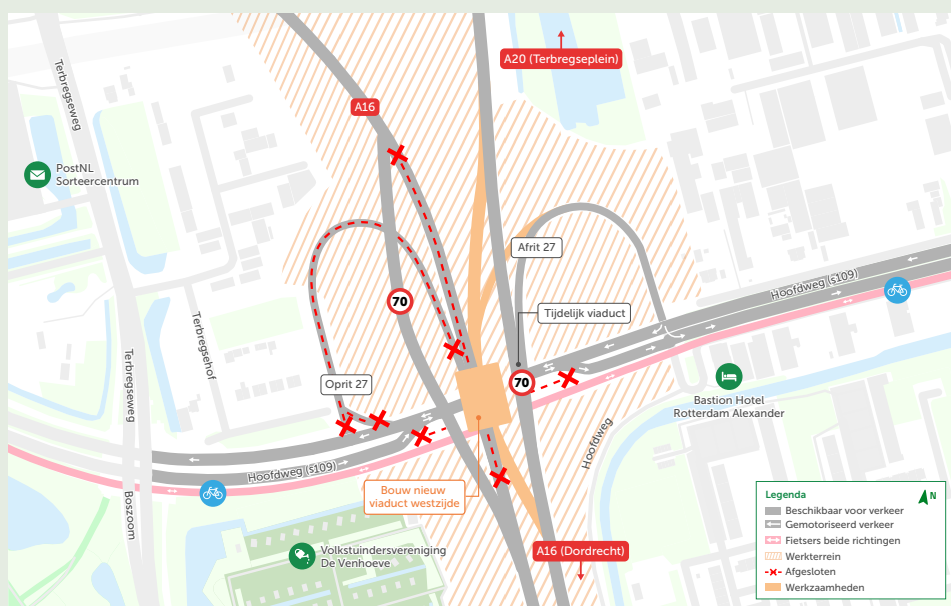 A20 (Terbregseplein)
Terbregseweg
A16
PostNL
Sorteercentrum
Afrit 27
Hoofdweg (s109)
70
Tijdelijk viaduct
Terbregsehof
Terbregseweg
Oprit 27
70
Bastion Hotel
Rotterdam Alexander
Hoofdweg
Hoofdweg (s109)
Bouw nieuw
viaduct westzijde
Boszoom
Volkstuindersvereniging
De Venhoeve
A16 (Dordrecht)
Legenda
N
Beschikbaar voor verkeer
Gemotoriseerd verkeer
Fietsers beide richtingen
Werkterrein
Afgesloten
Werkzaamheden